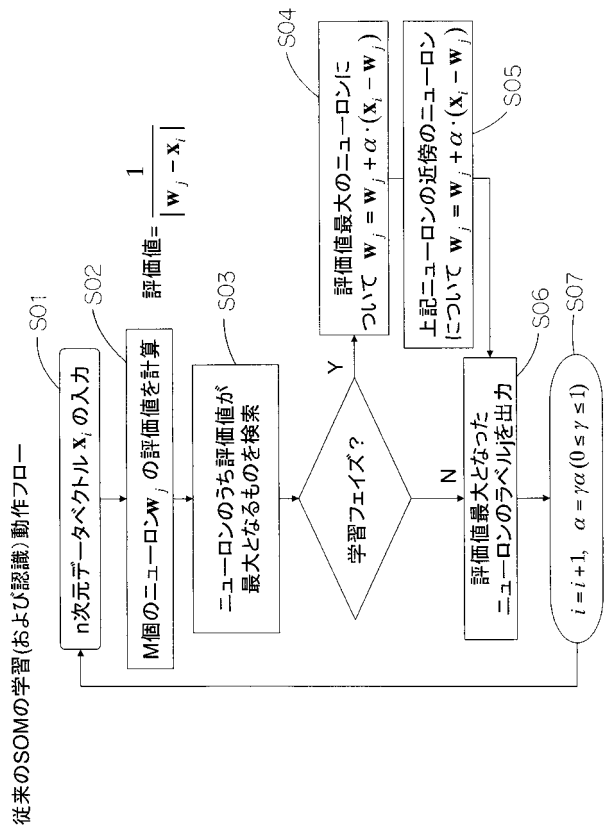 従来のSOMの学習(および認識)動作フロー
S01
n次元データベクトル x_i の入力
S02
M個のニューロンw_j の評価値を計算
評価値= 1 / |w_j − x_i|
S03
ニューロンのうち評価値が
最大となるものを検索
学習フェイズ?
Y
N
S04
評価値最大のニューロンに
ついて w_j = w_j + α·(x_i − w_j)
上記ニューロンの近傍のニューロン
について w_j = w_j + α·(x_i − w_j)
S05
S06
評価値最大となった
ニューロンのラベルjを出力
S07
i = i + 1, α = γα(0 ≤ γ ≤ 1)